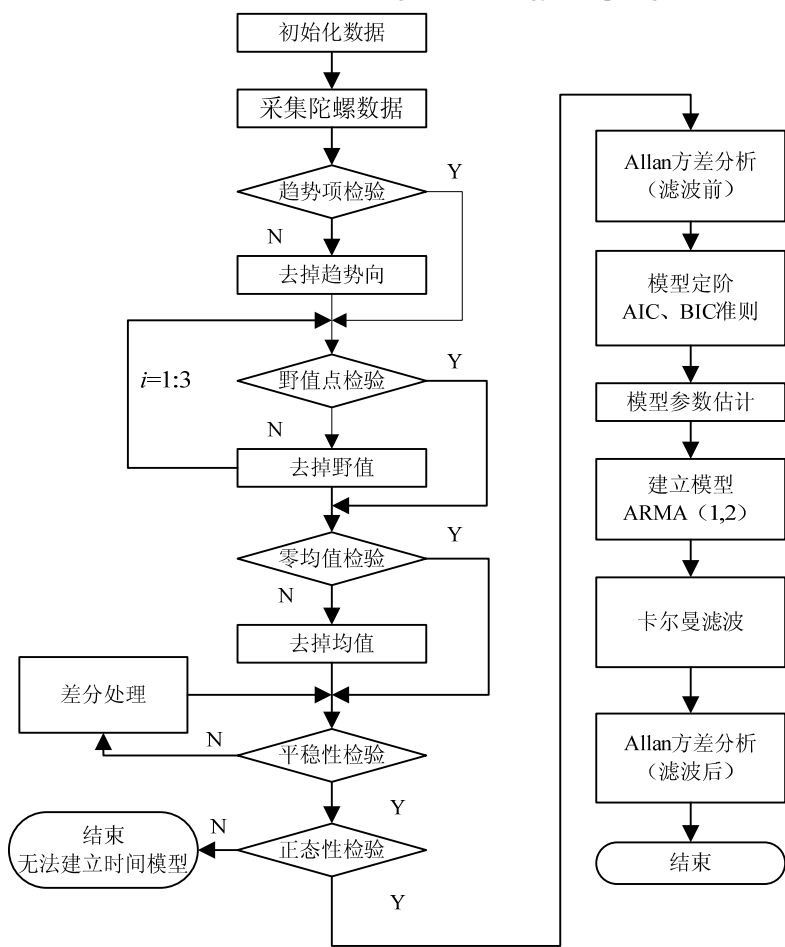 初始化数据
采集陀螺数据
趋势项检验
Y
N
去掉趋势向
i=1:3
野值点检验
Y
N
去掉野值
零均值检验
Y
N
去掉均值
差分处理
N
平稳性检验
Y
结束
无法建立时间模型
N
正态性检验
Y
Allan方差分析
（滤波前）
模型定阶
AIC、BIC准则
模型参数估计
建立模型
ARMA（1,2）
卡尔曼滤波
Allan方差分析
（滤波后）
结束